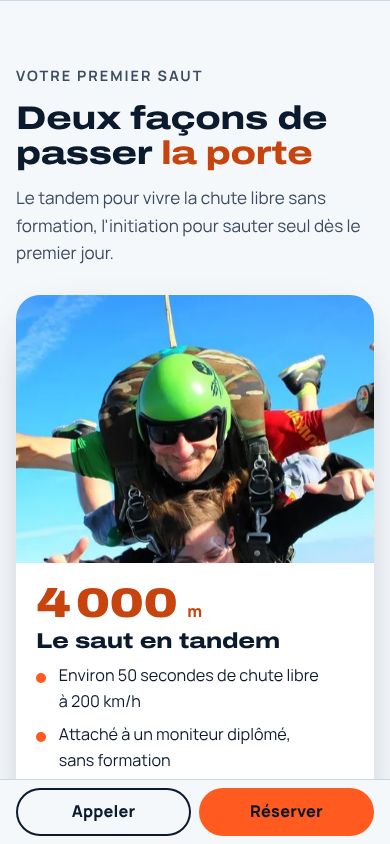 VOTRE PREMIER SAUT
Deux façons de
passer la porte
Le tandem pour vivre la chute libre sans
formation, l'initiation pour sauter seul dès le
premier jour.
4 000 m
Le saut en tandem
Environ 50 secondes de chute libre
à 200 km/h
Attaché à un moniteur diplômé,
sans formation
Appeler
Réserver